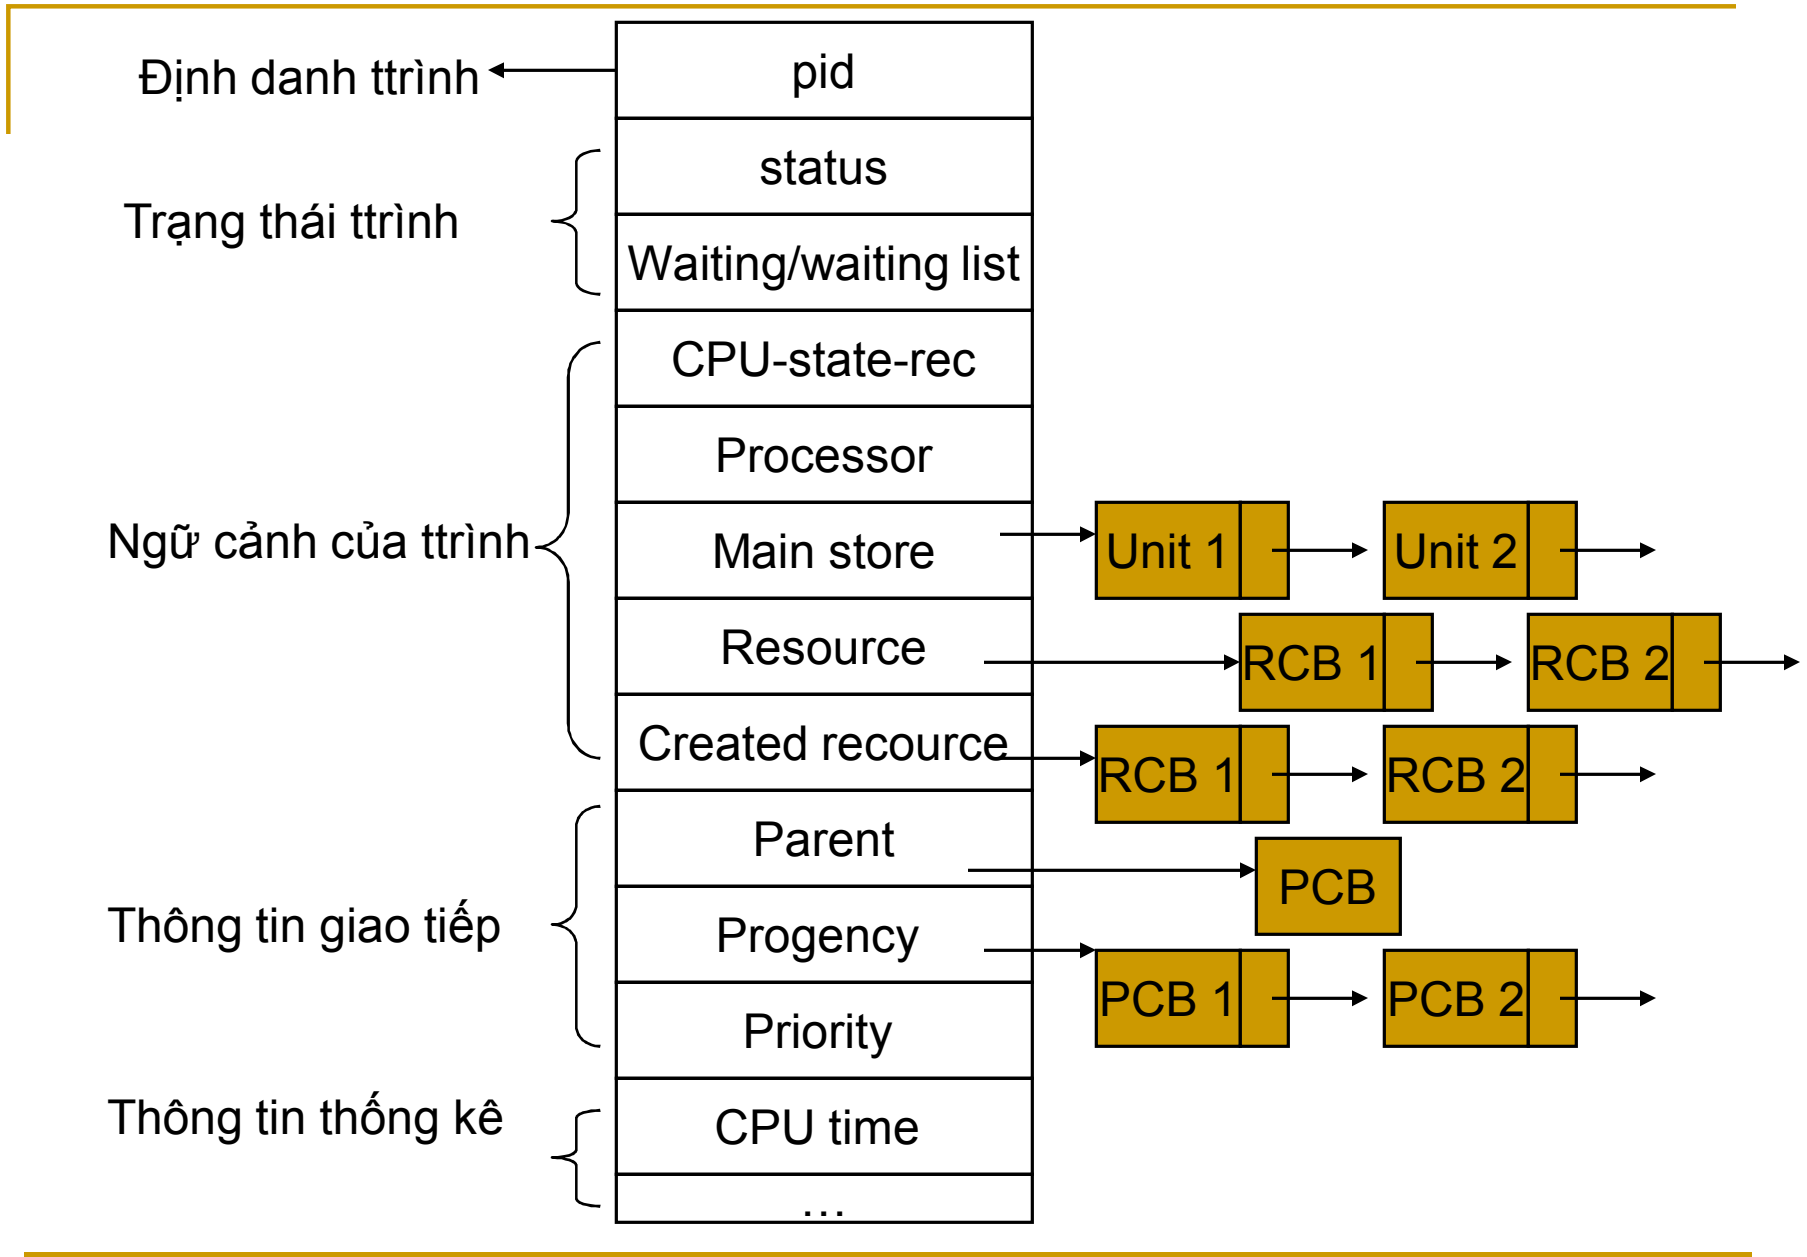 Định danh ttrình
pid
Trạng thái ttrình
status
Waiting/waiting list
Ngữ cảnh của ttrình
CPU-state-rec
Processor
Main store
Unit 1
Unit 2
Resource
RCB 1
RCB 2
Created recource
RCB 1
RCB 2
Thông tin giao tiếp
Parent
PCB
Progency
PCB 1
PCB 2
Priority
Thông tin thống kê
CPU time
…